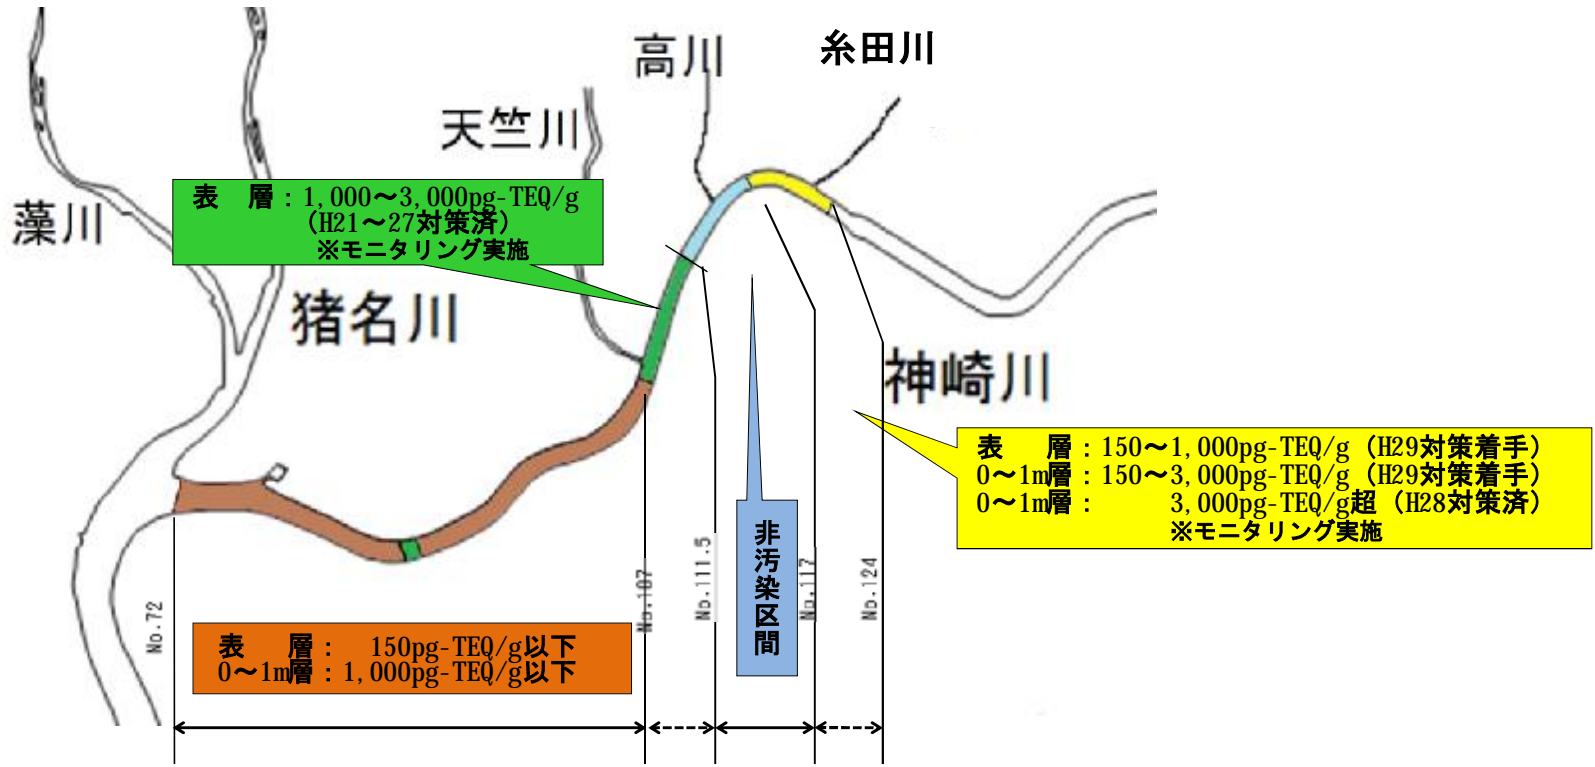 高川
糸田川
天竺川
表　層：1,000～3,000pg-TEQ/g
（H21～27対策済）
※モニタリング実施
藻川
猪名川
神崎川
表　　層：150～1,000pg-TEQ/g（H29対策着手）
0～1m層：150～3,000pg-TEQ/g（H29対策着手）
0～1m層：　　3,000pg-TEQ/g超（H28対策済）
※モニタリング実施
非汚染区間
No.72
No.107
No.111.5
No.117
No.124
表　　層：　150pg-TEQ/g以下
0～1m層：1,000pg-TEQ/g以下